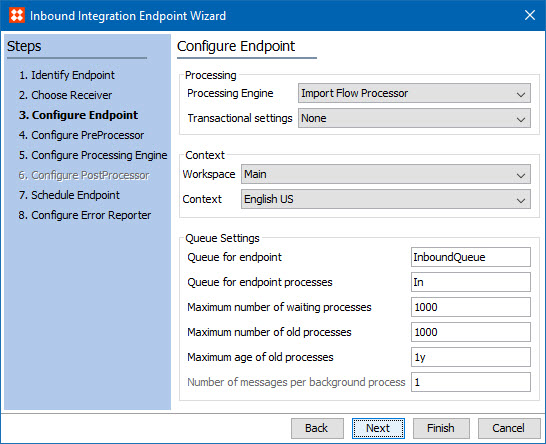 Inbound Integration Endpoint Wizard
Steps
1. Identify Endpoint
2. Choose Receiver
3. Configure Endpoint
4. Configure PreProcessor
5. Configure Processing Engine
6. Configure PostProcessor
7. Schedule Endpoint
8. Configure Error Reporter
Configure Endpoint
Processing
Processing Engine Import Flow Processor
Transactional settings None
Context
Workspace Main
Context English US
Queue Settings
Queue for endpoint InboundQueue
Queue for endpoint processes In
Maximum number of waiting processes 1000
Maximum number of old processes 1000
Maximum age of old processes 1y
Number of messages per background process 1
Back Next Finish Cancel